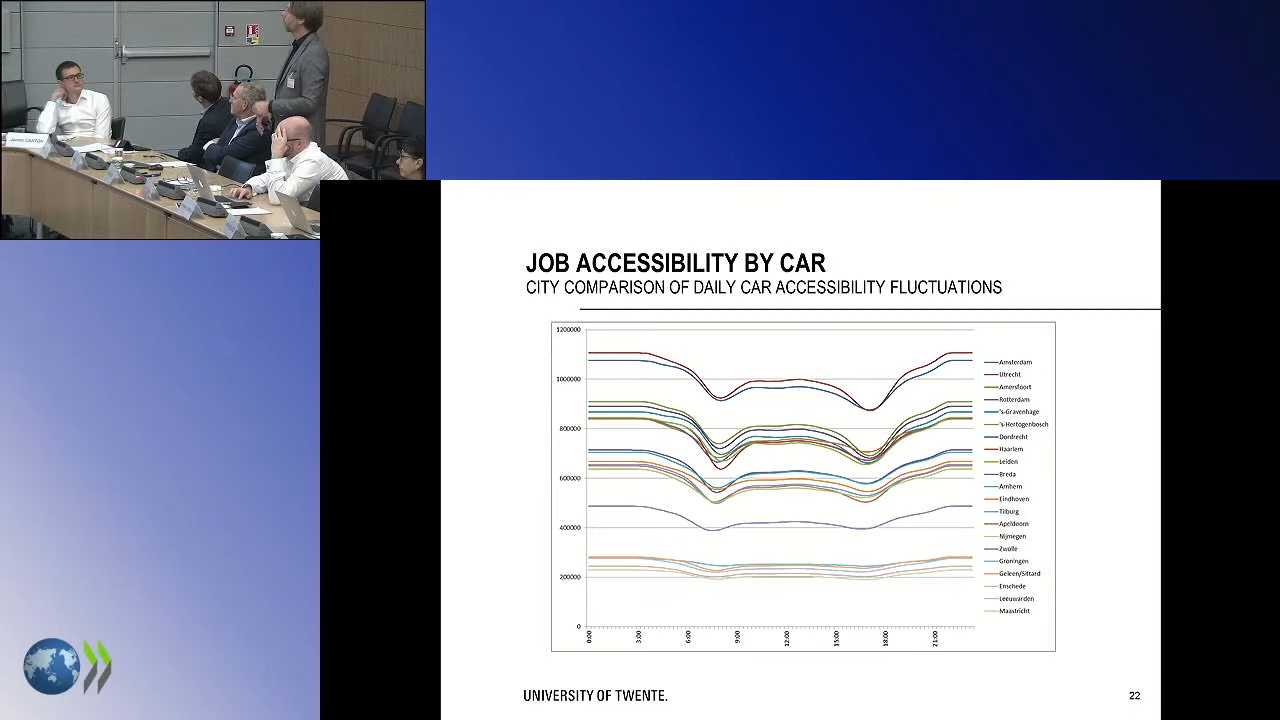 James CANTON
JOB ACCESSIBILITY BY CAR
CITY COMPARISON OF DAILY CAR ACCESSIBILITY FLUCTUATIONS
1200000
1000000
800000
600000
400000
200000
0
0:00
3:00
6:00
9:00
12:00
15:00
18:00
21:00
Amsterdam
Utrecht
Amersfoort
Rotterdam
's-Gravenhage
's-Hertogenbosch
Dordrecht
Haarlem
Leiden
Breda
Arnhem
Eindhoven
Tilburg
Apeldoorn
Nijmegen
Zwolle
Groningen
Geleen/Sittard
Enschede
Leeuwarden
Maastricht
UNIVERSITY OF TWENTE.
22